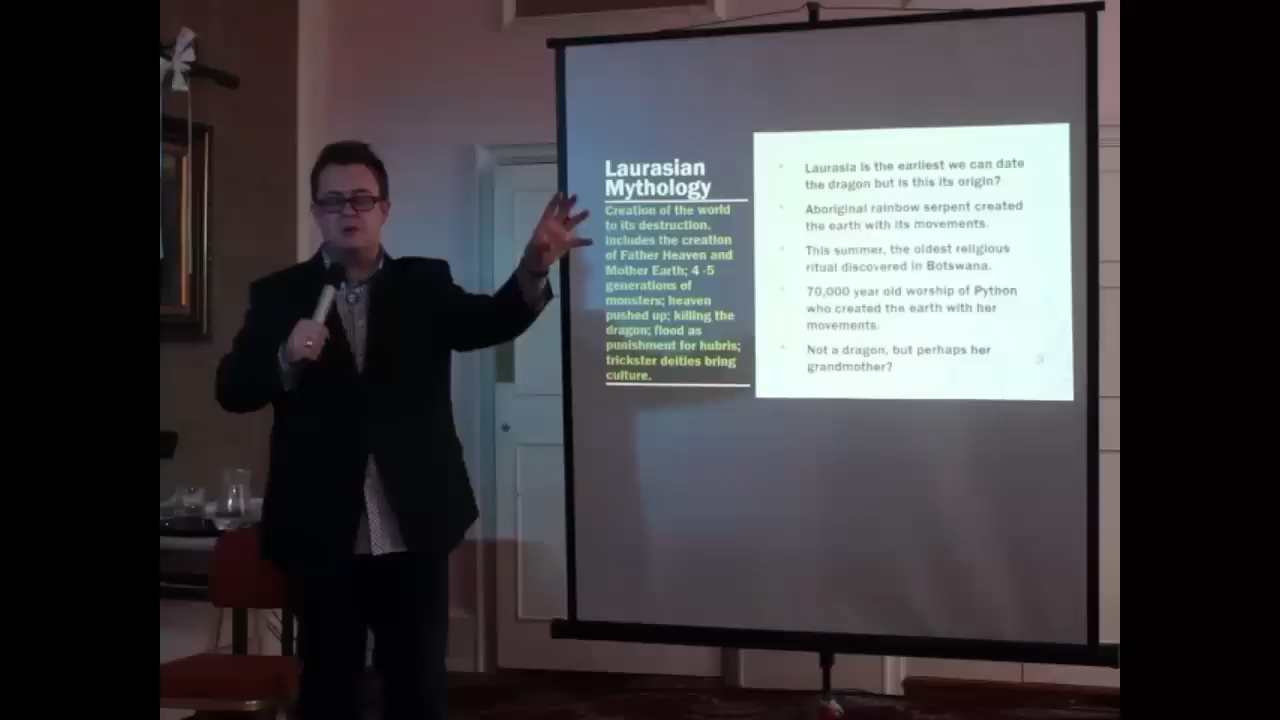 Laurasian
Mythology
Creation of the world
to its destruction.
includes the creation
of Father Heaven and
Mother Earth; 4 -5
generations of
monsters; heaven
pushed up; killing the
dragon; flood as
punishment for hubris;
trickster deities bring
culture.
Laurasia is the earliest we can date
the dragon but is this its origin?
Aboriginal rainbow serpent created
the earth with its movements.
This summer, the oldest religious
ritual discovered in Botswana.
70,000 year old worship of Python
who created the earth with her
movements.
Not a dragon, but perhaps her
grandmother?